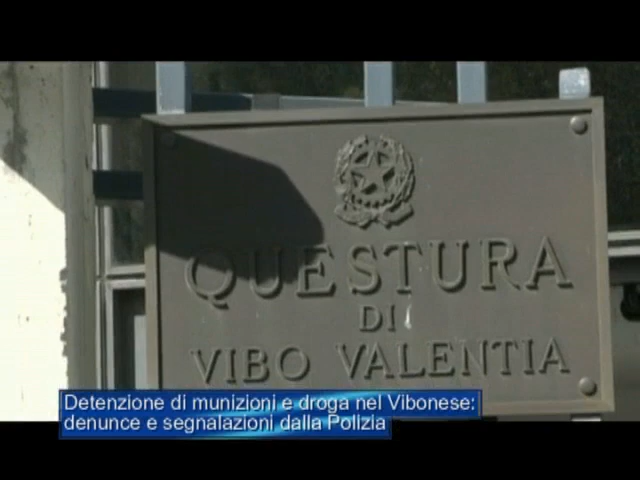 QUESTURA
DI
VIBO VALENTIA
Detenzione di munizioni e droga nel Vibonese:
denunce e segnalazioni dalla Polizia